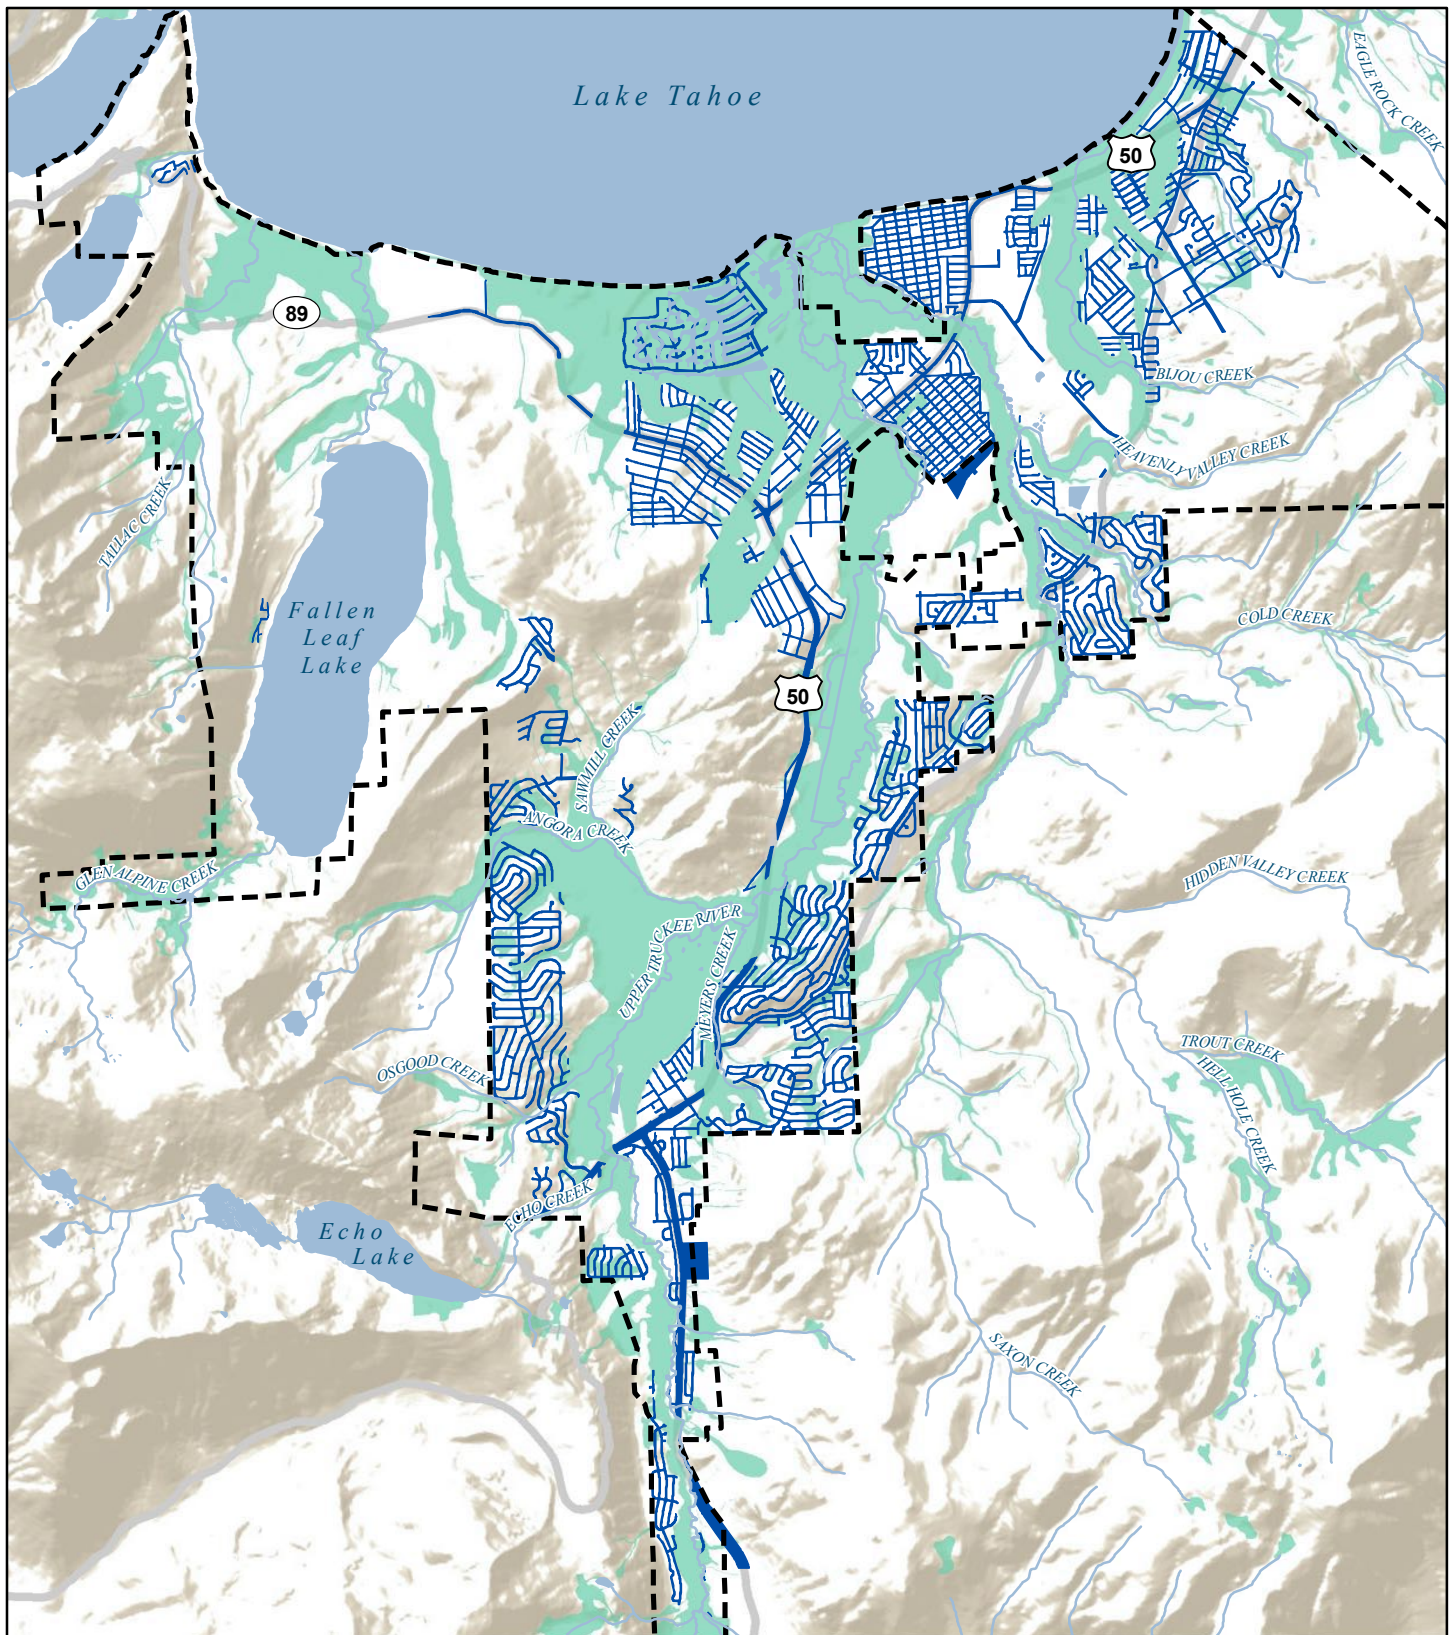 EAGLE ROCK CREEK
Lake Tahoe
50
89
BIJOU CREEK
HEAVENLY VALLEY CREEK
TALLAC CREEK
Fallen
Leaf
Lake
COLD CREEK
50
SAWMILL CREEK
ANGORA CREEK
GLEN ALPINE CREEK
HIDDEN VALLEY CREEK
UPPER TRUCKEE RIVER
MEYERS CREEK
OSGOOD CREEK
TROUT CREEK
HELL HOLE CREEK
ECHO CREEK
Echo
Lake
SAXON CREEK